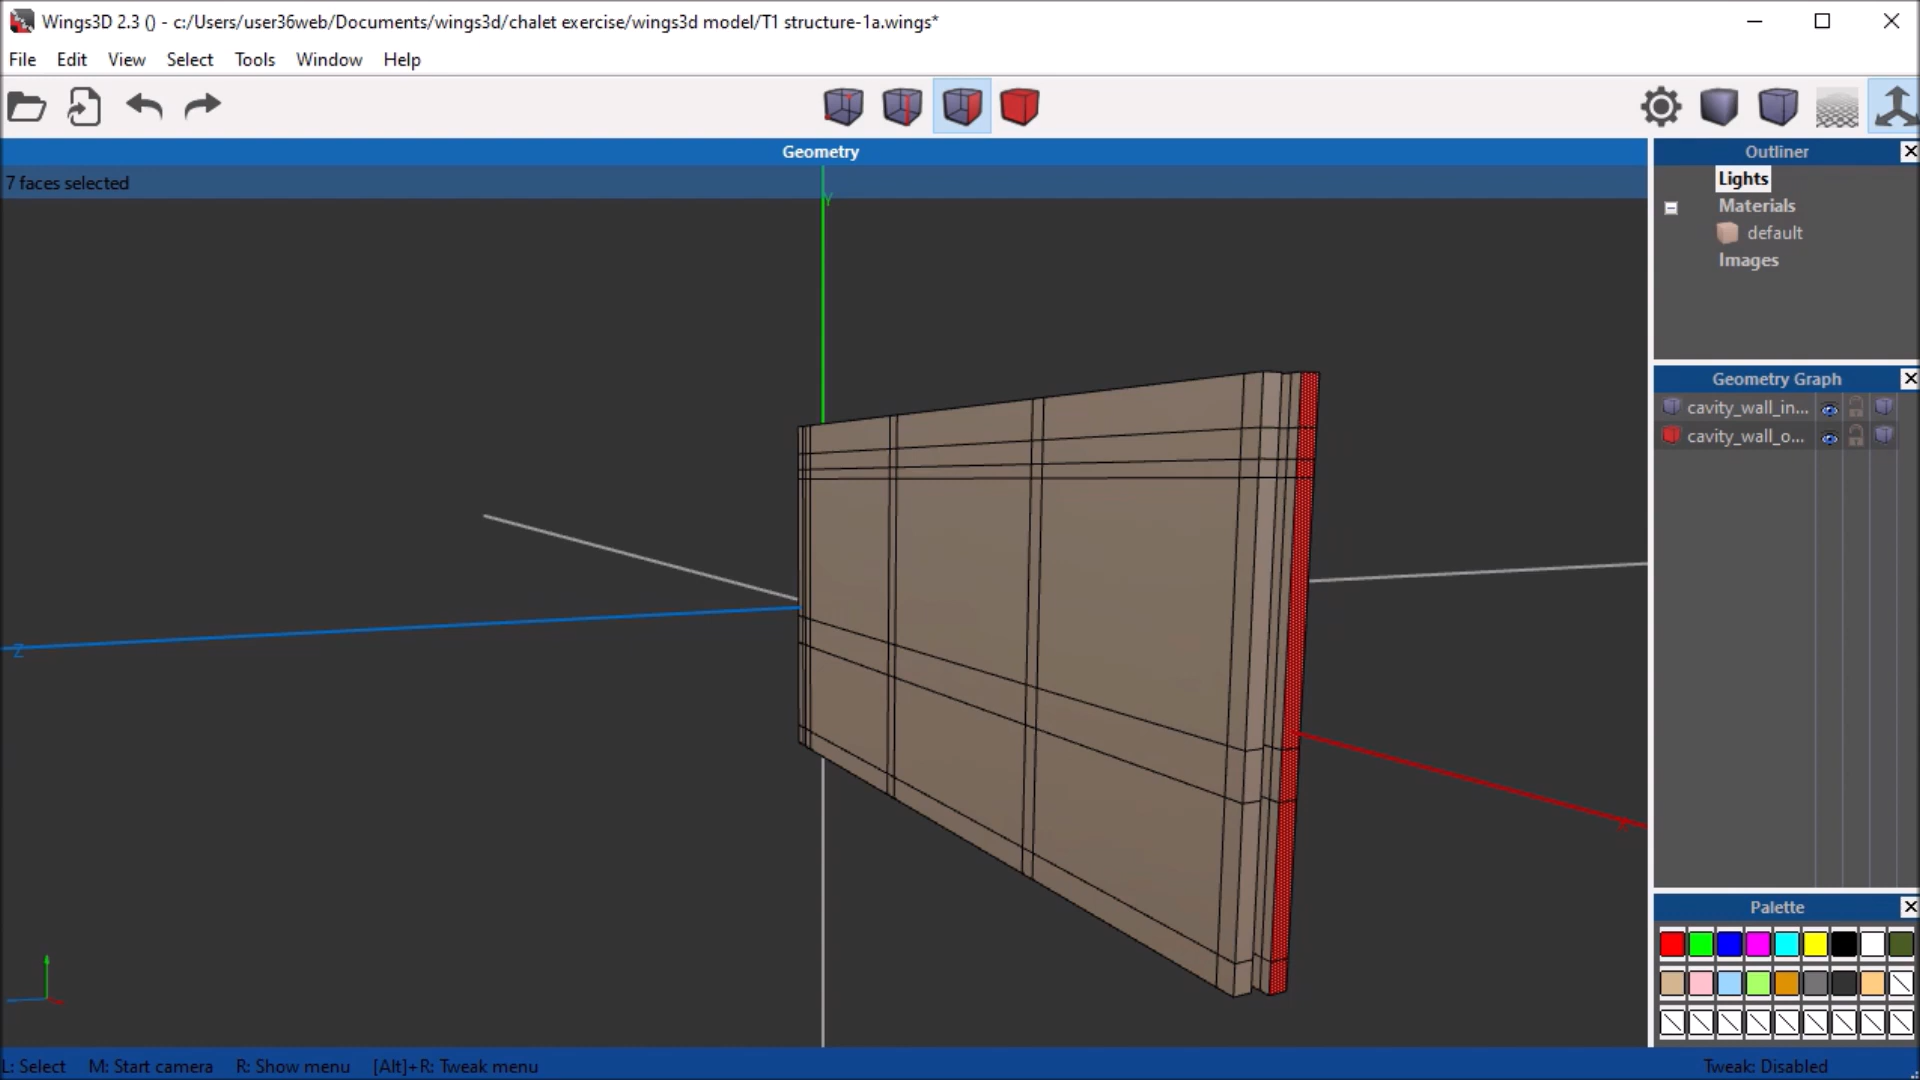 Wings3D 2.3 () - c:/Users/user36web/Documents/wings3d/chalet exercise/wings3d model/T1 structure-1a.wings*
File Edit View Select Tools Window Help
Geometry
7 faces selected
Y
Z
X
Outliner
Lights
Materials
default
Images
Geometry Graph
cavity_wall_in...
cavity_wall_o...
Palette
L: Select M: Start camera R: Show menu [Alt]+R: Tweak menu
Tweak: Disabled